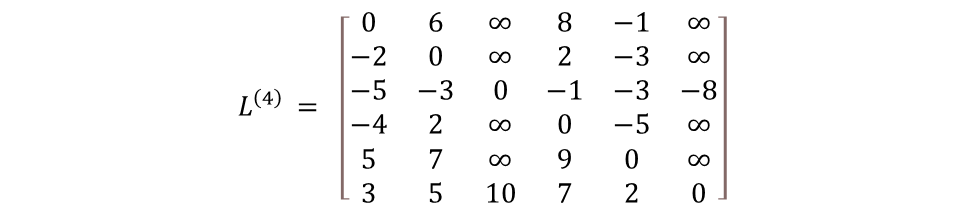 0 6 ∞ 8 −1 ∞
−2 0 ∞ 2 −3 ∞
L⁽⁴⁾ = −5 −3 0 −1 −3 −8
−4 2 ∞ 0 −5 ∞
5 7 ∞ 9 0 ∞
3 5 10 7 2 0